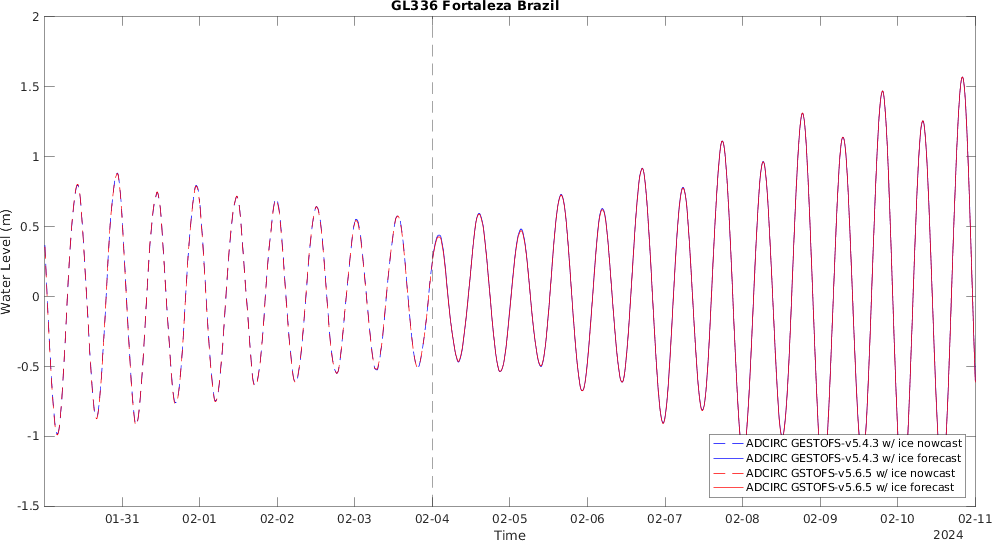 GL336 Fortaleza Brazil
2
1.5
1
0.5
0
-0.5
-1
-1.5
Water Level (m)
ADCIRC GESTOFS-v5.4.3 w/ ice nowcast
ADCIRC GESTOFS-v5.4.3 w/ ice forecast
ADCIRC GSTOFS-v5.6.5 w/ ice nowcast
ADCIRC GSTOFS-v5.6.5 w/ ice forecast
01-31 02-01 02-02 02-03 02-04 02-05 02-06 02-07 02-08 02-09 02-10 02-11
Time
2024